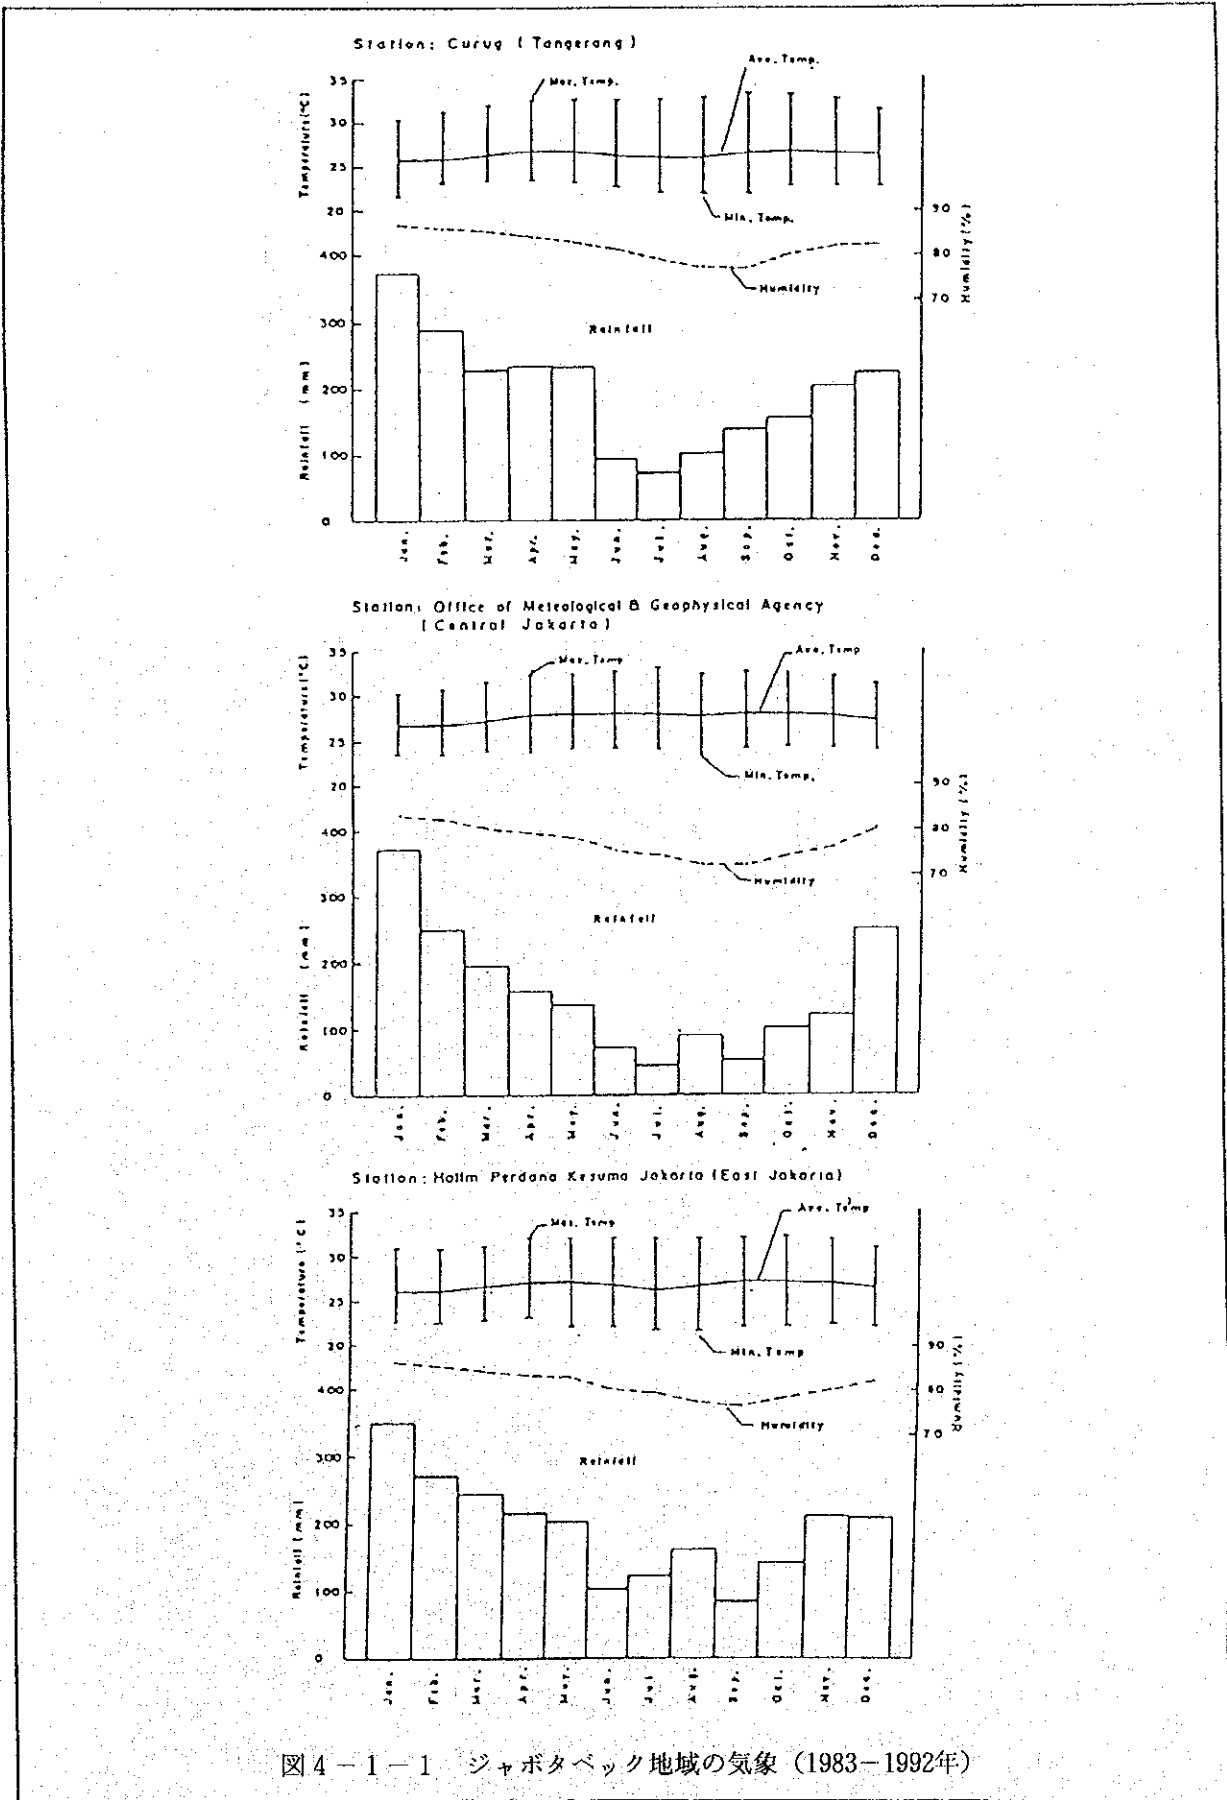 Station: Curug (Tangerang)
Ave. Temp.
Max. Temp.
Temperature (°C)
35
30
25
20
Min. Temp.
Humidity (%)
90
80
70
Humidity
Rainfall
Rainfall (mm)
400
300
200
100
0
Jan. Feb. Mar. Apr. May. Jun. Jul. Aug. Sep. Oct. Nov. Dec.
Station: Office of Meteological & Geophysical Agency
(Central Jakarta)
Ave. Temp
Max. Temp
Temperature (°C)
35
30
25
20
Min. Temp.
Humidity (%)
90
80
70
Humidity
Rainfall
Rainfall (mm)
400
300
200
100
0
Jan. Feb. Mar. Apr. May. Jun. Jul. Aug. Sep. Oct. Nov. Dec.
Station: Halim Perdana Kesuma Jakarta (East Jakarta)
Ave. Temp
Max. Temp
Temperature (°C)
35
30
25
20
Min. Temp
Humidity (%)
90
80
70
Humidity
Rainfall
Rainfall (mm)
400
300
200
100
0
Jan. Feb. Mar. Apr. May. Jun. Jul. Aug. Sep. Oct. Nov. Dec.
図4-1-1 ジャボタベック地域の気象(1983-1992年)